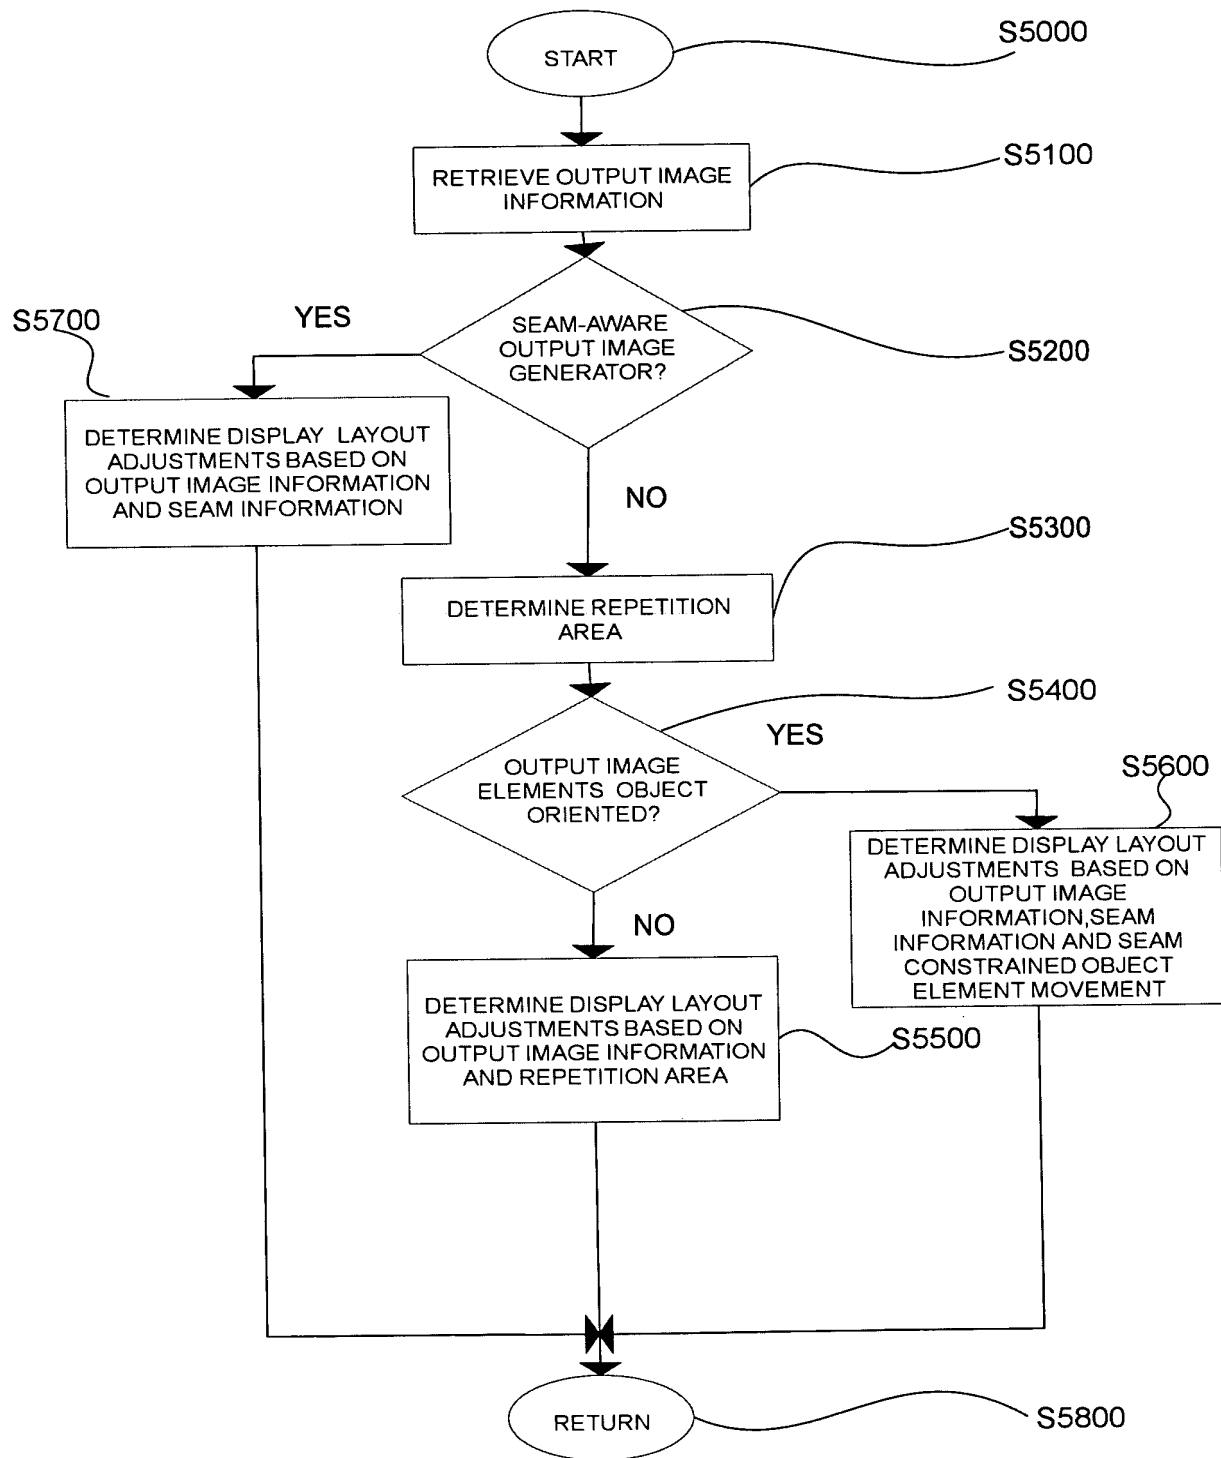 START
S5000
RETRIEVE OUTPUT IMAGE
INFORMATION
S5100
SEAM-AWARE
OUTPUT IMAGE
GENERATOR?
S5200
YES
S5700
DETERMINE DISPLAY LAYOUT
ADJUSTMENTS BASED ON
OUTPUT IMAGE INFORMATION
AND SEAM INFORMATION
NO
DETERMINE REPETITION
AREA
S5300
OUTPUT IMAGE
ELEMENTS OBJECT
ORIENTED?
S5400
YES
S5600
DETERMINE DISPLAY LAYOUT
ADJUSTMENTS BASED ON
OUTPUT IMAGE
INFORMATION,SEAM
INFORMATION AND SEAM
CONSTRAINED OBJECT
ELEMENT MOVEMENT
NO
DETERMINE DISPLAY LAYOUT
ADJUSTMENTS BASED ON
OUTPUT IMAGE INFORMATION
AND REPETITION AREA
S5500
RETURN
S5800